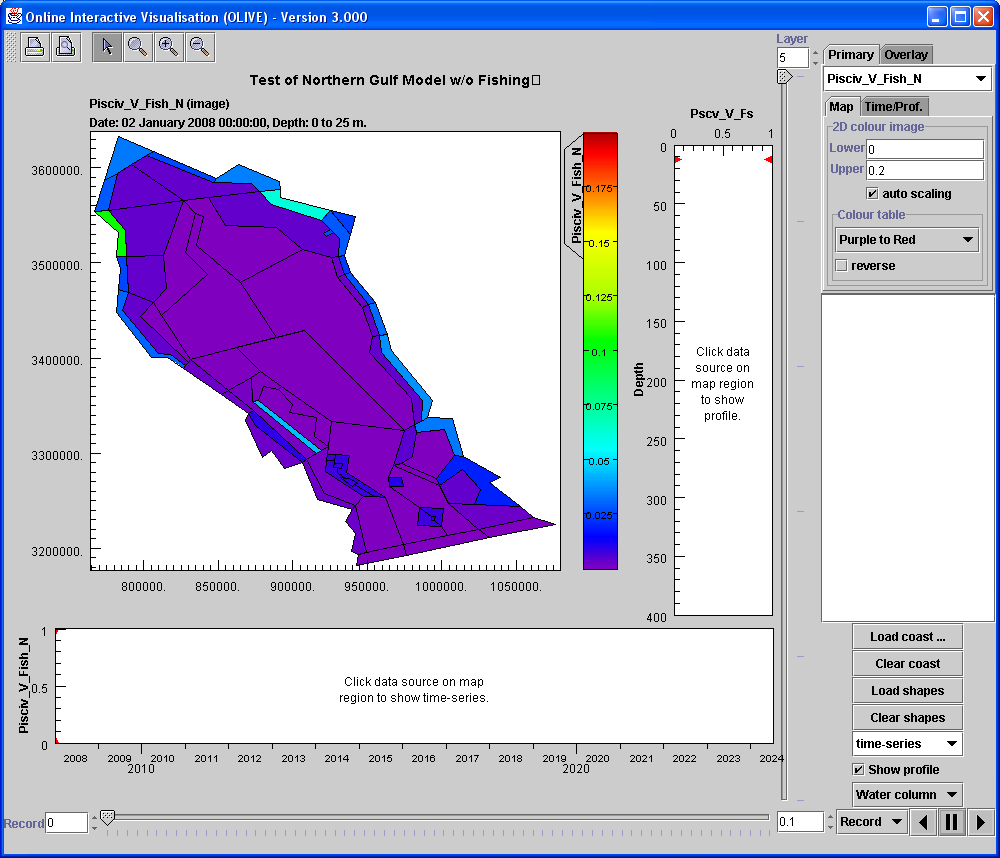 Online Interactive Visualisation (OLIVE) - Version 3.000
Layer
5
Primary Overlay
Pisciv_V_Fish_N
Map Time/Prof.
2D colour image
Lower 0
Upper 0.2
auto scaling
Colour table
Purple to Red
reverse
Test of Northern Gulf Model w/o Fishing▯
Pisciv_V_Fish_N (image)
Date: 02 January 2008 00:00:00, Depth: 0 to 25 m.
3600000.
3500000.
3400000.
3300000.
3200000.
800000. 850000. 900000. 950000. 1000000. 1050000.
Pisciv_V_Fish_N
0.175
0.15
0.125
0.1
0.075
0.05
0.025
Pscv_V_Fs
0 0.5 1
0
50
100
150
200
250
300
350
400
Depth
Click data
source on
map region
to show
profile.
Pisciv_V_Fish_N
1
0.5
0
Click data source on map
region to show time-series.
2008 2009 2010 2011 2012 2013 2014 2015 2016 2017 2018 2019 2020 2021 2022 2023 2024
2010 2020
Load coast ...
Clear coast
Load shapes
Clear shapes
time-series
Show profile
Water column
Record 0
0.1
Record